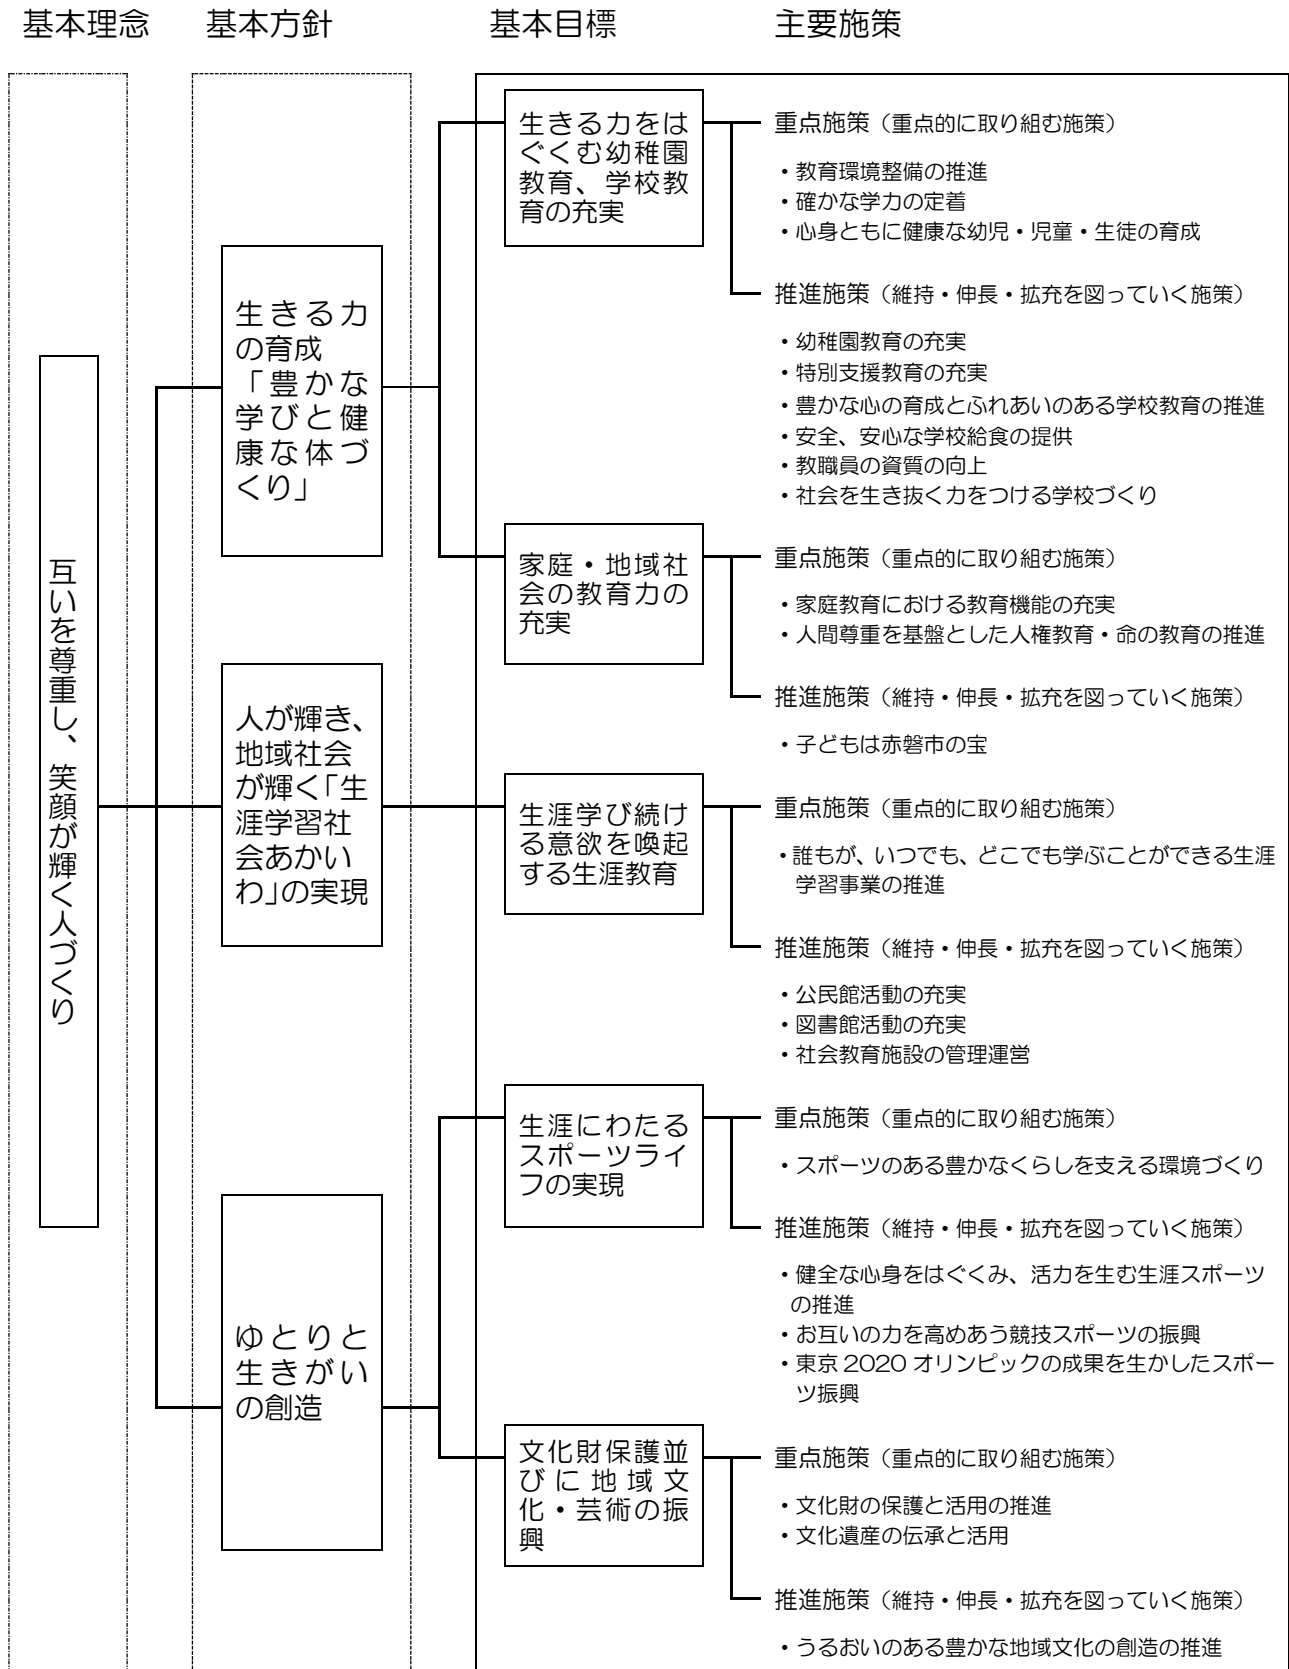 基本理念 基本方針 基本目標 主要施策
互いを尊重し、笑顔が輝く人づくり
生きる力
の育成
「豊かな
学びと健
康な体づ
くり」
人が輝き、
地域社会
が輝く「生
涯学習社
会あかい
わ」の実現
ゆとりと
生きがい
の創造
生きる力をは
ぐくむ幼稚園
教育、学校教
育の充実
重点施策（重点的に取り組む施策）
・教育環境整備の推進
・確かな学力の定着
・心身ともに健康な幼児・児童・生徒の育成
推進施策（維持・伸長・拡充を図っていく施策）
・幼稚園教育の充実
・特別支援教育の充実
・豊かな心の育成とふれあいのある学校教育の推進
・安全、安心な学校給食の提供
・教職員の資質の向上
・社会を生き抜く力をつける学校づくり
家庭・地域社
会の教育力の
充実
重点施策（重点的に取り組む施策）
・家庭教育における教育機能の充実
・人間尊重を基盤とした人権教育・命の教育の推進
推進施策（維持・伸長・拡充を図っていく施策）
・子どもは赤磐市の宝
生涯学び続け
る意欲を喚起
する生涯教育
重点施策（重点的に取り組む施策）
・誰もが、いつでも、どこでも学ぶことができる生涯
学習事業の推進
推進施策（維持・伸長・拡充を図っていく施策）
・公民館活動の充実
・図書館活動の充実
・社会教育施設の管理運営
生涯にわたる
スポーツライ
フの実現
重点施策（重点的に取り組む施策）
・スポーツのある豊かなくらしを支える環境づくり
推進施策（維持・伸長・拡充を図っていく施策）
・健全な心身をはぐくみ、活力を生む生涯スポーツ
の推進
・お互いの力を高めあう競技スポーツの振興
・東京 2020 オリンピックの成果を生かしたスポー
ツ振興
文化財保護並
びに地域文
化・芸術の振
興
重点施策（重点的に取り組む施策）
・文化財の保護と活用の推進
・文化遺産の伝承と活用
推進施策（維持・伸長・拡充を図っていく施策）
・うるおいのある豊かな地域文化の創造の推進